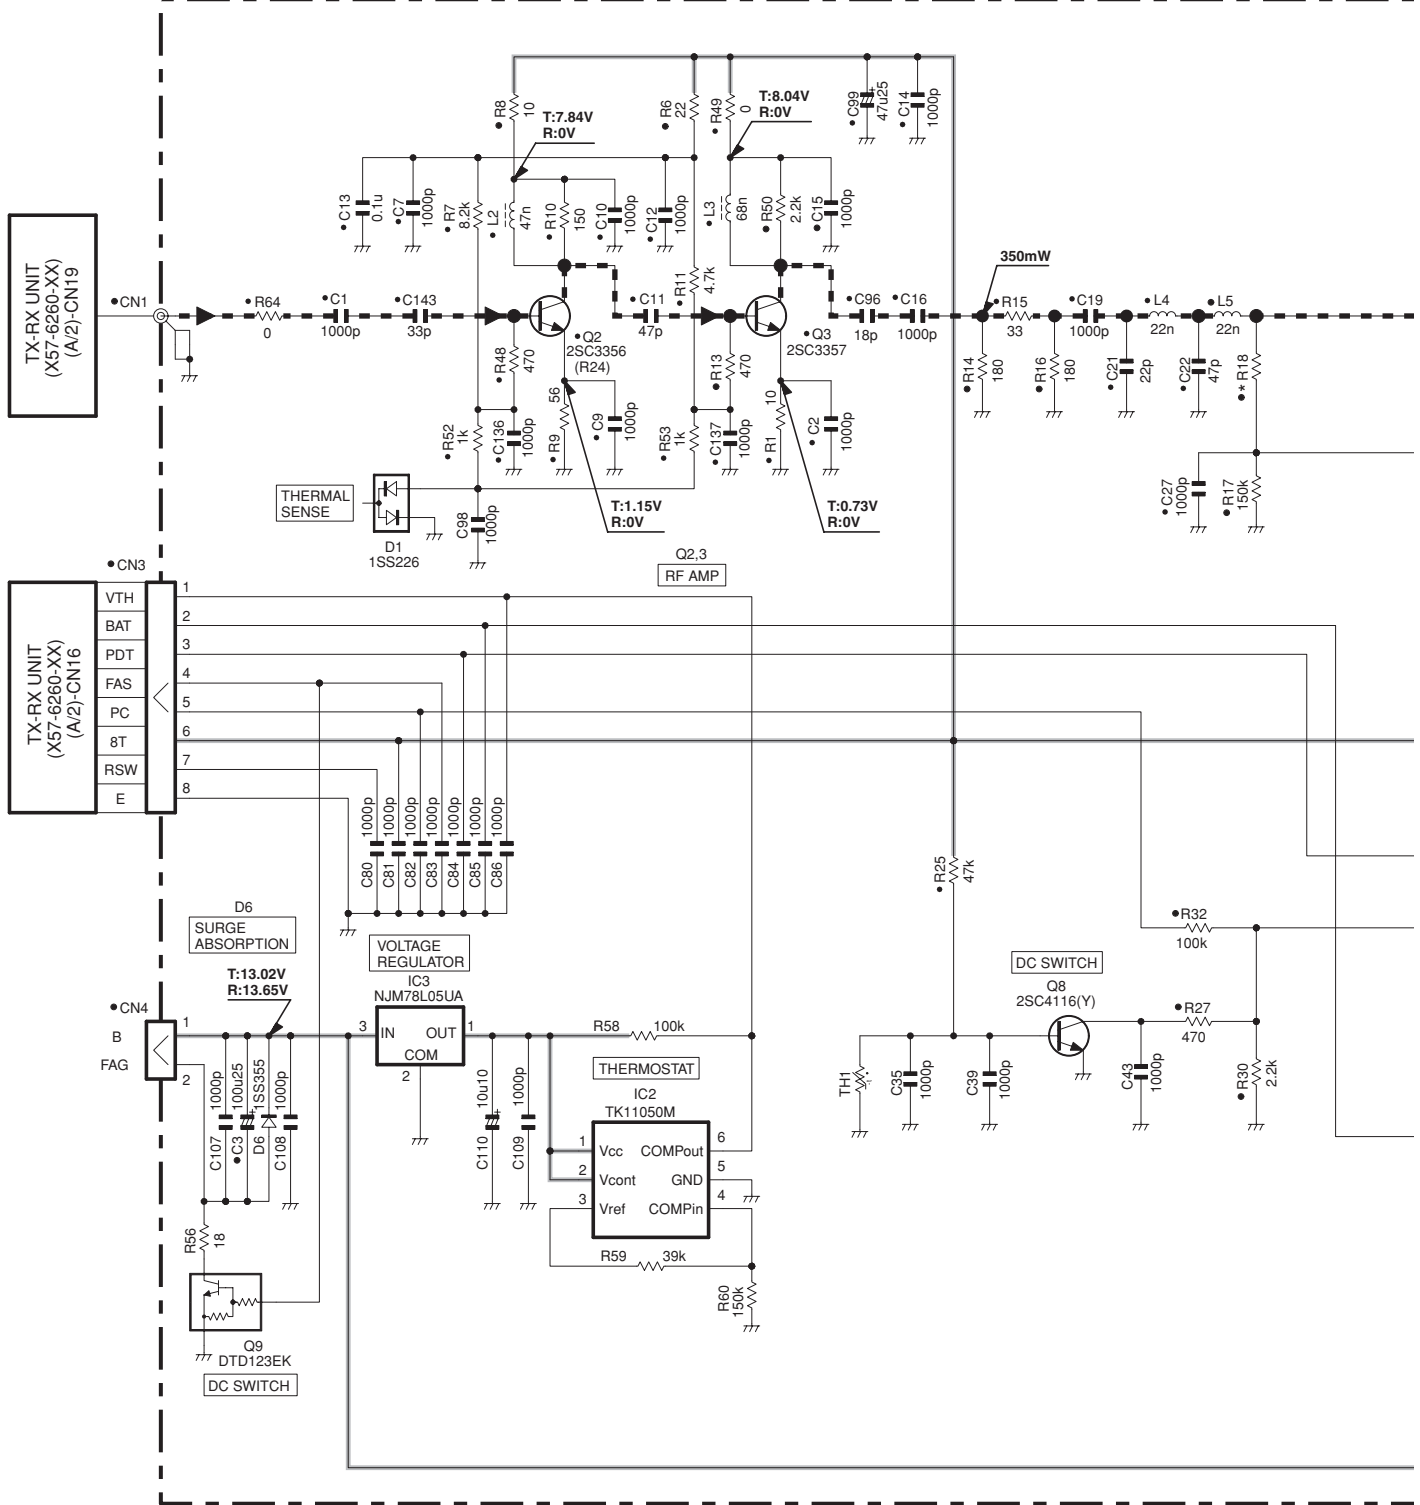 T:7.84V
R:0V
T:8.04V
R:0V
R8
10
R6
22
R49
0
C99
47u25
+
C14
1000p
C13
0.1u
C7
1000p
R7
8.2k
L2
47n
R10
150
C10
1000p
C12
1000p
L3
68n
R50
2.2k
C15
1000p
R11
4.7k
350mW
TX-RX UNIT
(X57-6260-XX)
(A/2)-CN19
CN1
R64
0
C1
1000p
C143
33p
Q2
2SC3356
(R24)
C11
47p
Q3
2SC3357
C96
18p
C16
1000p
R15
33
C19
1000p
L4
22n
L5
22n
R48
470
R13
470
R14
180
R16
180
C21
22p
C22
47p
* R18
R52
1k
C136
1000p
R9
56
C9
1000p
R53
1k
C137
1000p
R1
10
C2
1000p
THERMAL
SENSE
D1
1SS226
C98
1000p
T:1.15V
R:0V
T:0.73V
R:0V
C27
1000p
R17
150k
Q2,3
RF AMP
CN3
TX-RX UNIT
(X57-6260-XX)
(A/2)-CN16
VTH 1
BAT 2
PDT 3
FAS 4
PC 5
8T 6
RSW 7
E 8
C80 1000p
C81 1000p
C82 1000p
C83 1000p
C84 1000p
C85 1000p
C86 1000p
R25
47k
R32
100k
D6
SURGE
ABSORPTION
T:13.02V
R:13.65V
VOLTAGE
REGULATOR
IC3
NJM78L05UA
3 IN OUT 1
COM
2
CN4
B 1
FAG 2
C107
1000p
C3
100u25
+
D6
1SS355
C108
1000p
C110
10u10
+
C109
1000p
R58 100k
THERMOSTAT
IC2
TK11050M
1 Vcc COMPout 6
2 Vcont GND 5
3 Vref COMPin 4
R59 39k
R60
150k
DC SWITCH
Q8
2SC4116(Y)
R27
470
TH1
C35
1000p
C39
1000p
C43
1000p
R30
2.2k
R56
18
Q9
DTD123EK
DC SWITCH